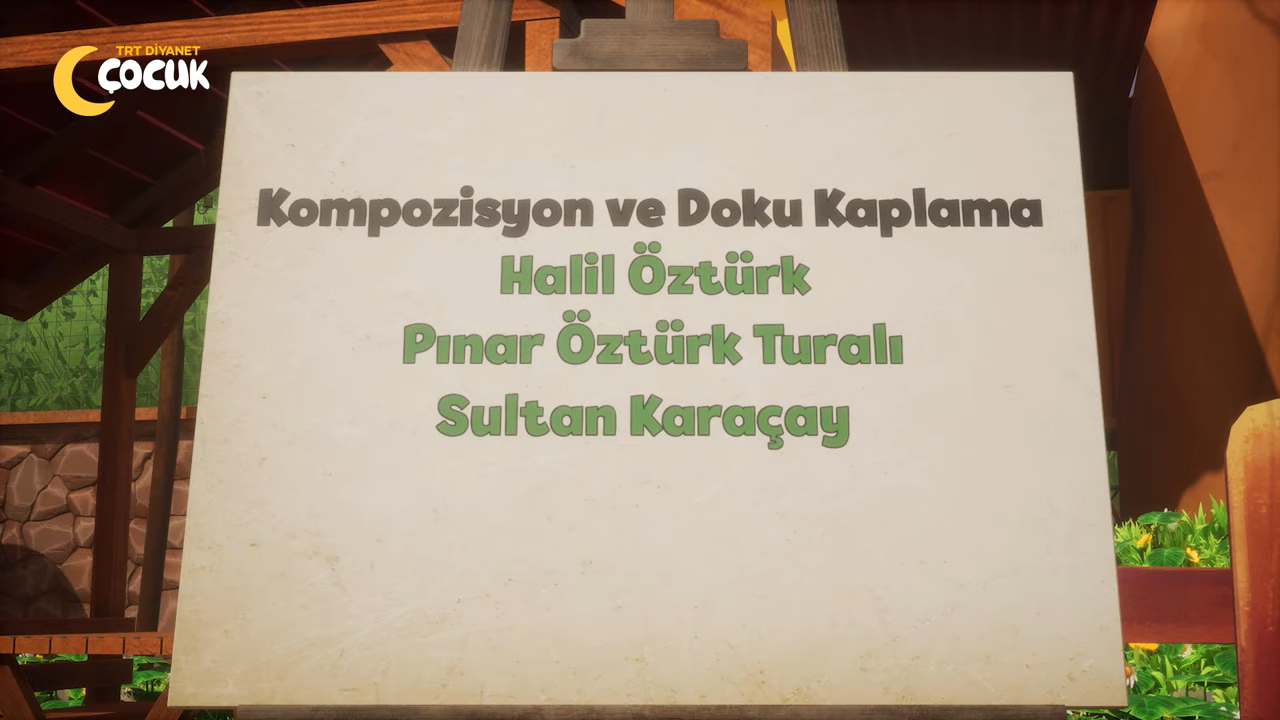 TRT DİYANET
ÇOCUK
Kompozisyon ve Doku Kaplama
Halil Öztürk
Pınar Öztürk Turalı
Sultan Karaçay